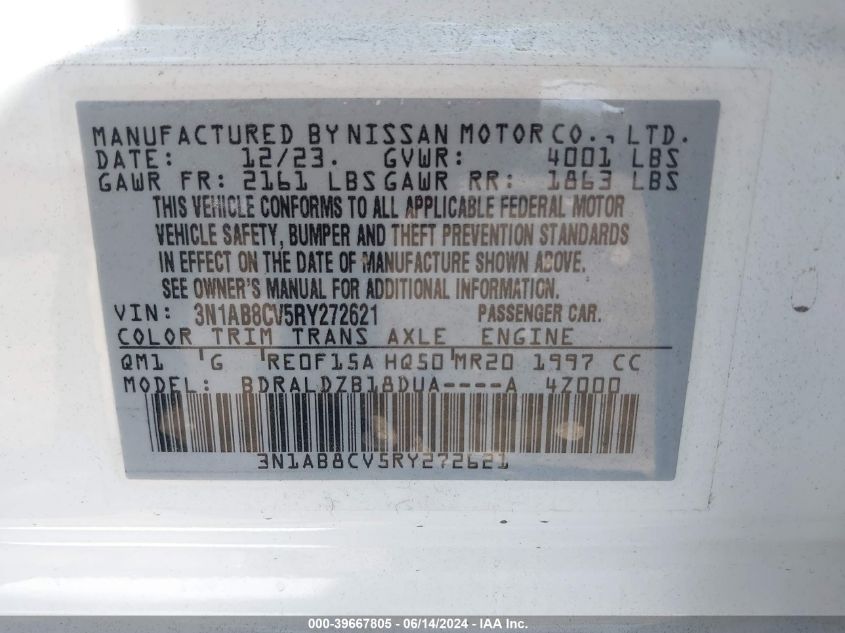 MANUFACTURED BY NISSAN MOTOR CO., LTD.
DATE: 12/23. GVWR: 4001 LBS
GAWR FR: 2161 LBS GAWR RR: 1863 LBS
THIS VEHICLE CONFORMS TO ALL APPLICABLE FEDERAL MOTOR
VEHICLE SAFETY, BUMPER AND THEFT PREVENTION STANDARDS
IN EFFECT ON THE DATE OF MANUFACTURE SHOWN ABOVE.
SEE OWNER'S MANUAL FOR ADDITIONAL INFORMATION.
VIN: 3N1AB8CV5RY272621 PASSENGER CAR.
COLOR TRIM TRANS AXLE ENGINE
QM1 'G 'RE0F15A HQ50'MR20 1997 CC
MODEL: BDRALDZB18DUA----A 4Z000
3N1AB8CV5RY272621
000-39667805 - 06/14/2024 - IAA Inc.